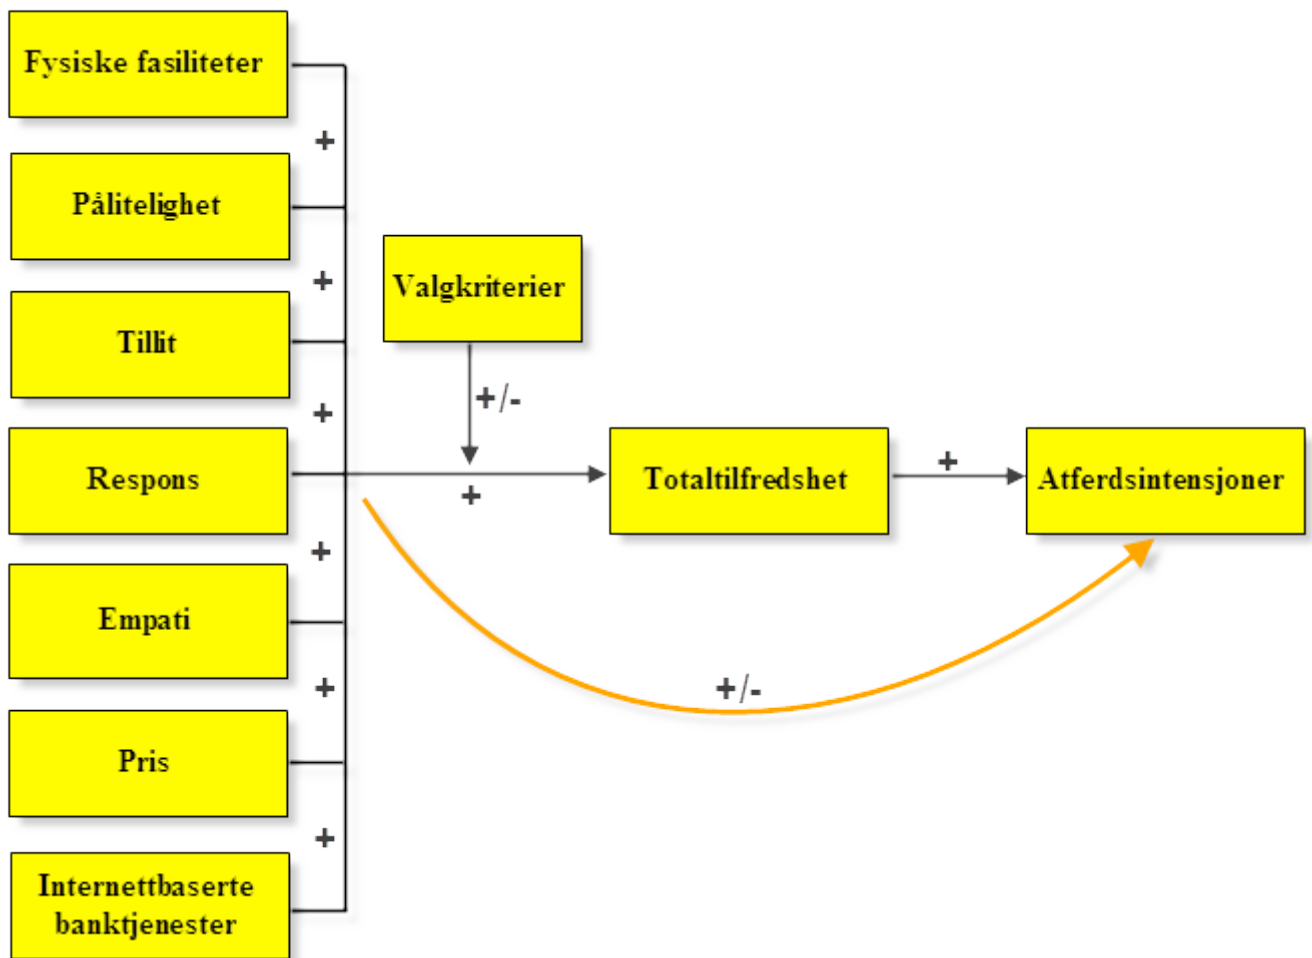 Fysiske fasiliteter
+
Pålitelighet
+
Tillit
+
Respons
+
Empati
+
Pris
+
Internettbaserte
banktjenester
Valgkriterier
+/-
+
Totaltilfredshet
+
Atferdsintensjoner
+/-